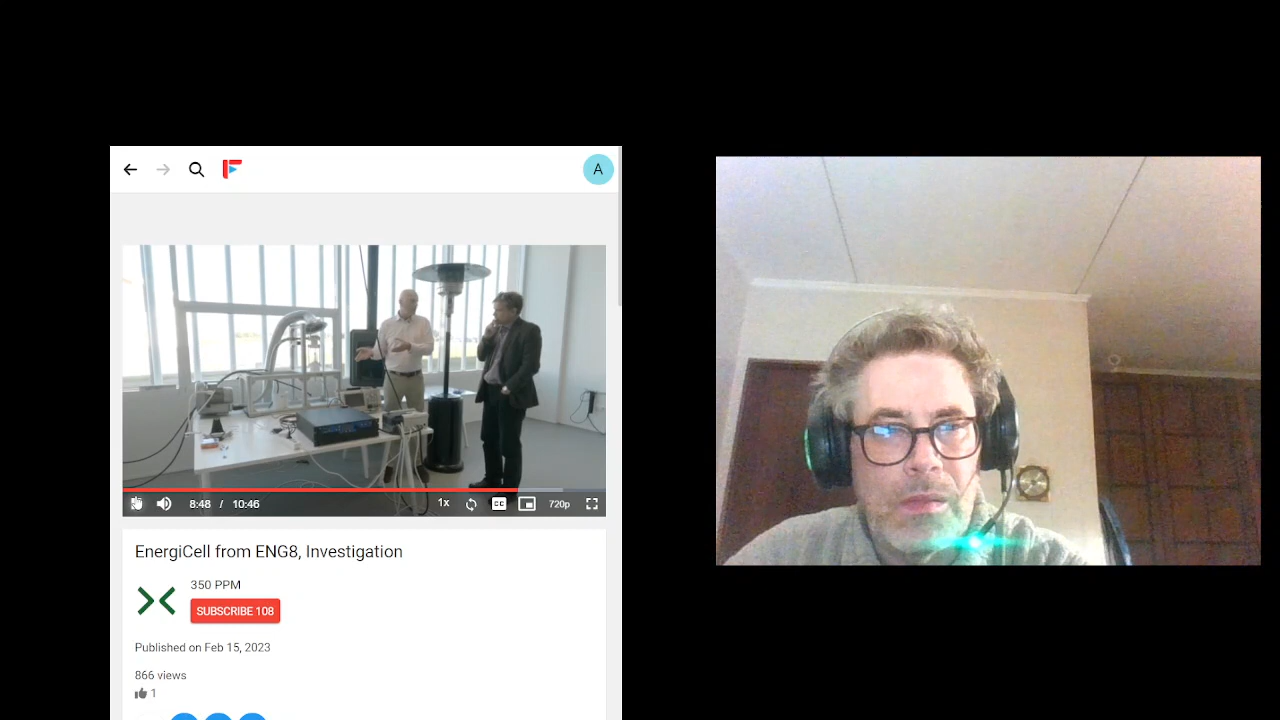 A
8:48 / 10:46
1x
CC
720p
EnergiCell from ENG8, Investigation
350 PPM
SUBSCRIBE 108
Published on Feb 15, 2023
866 views
1